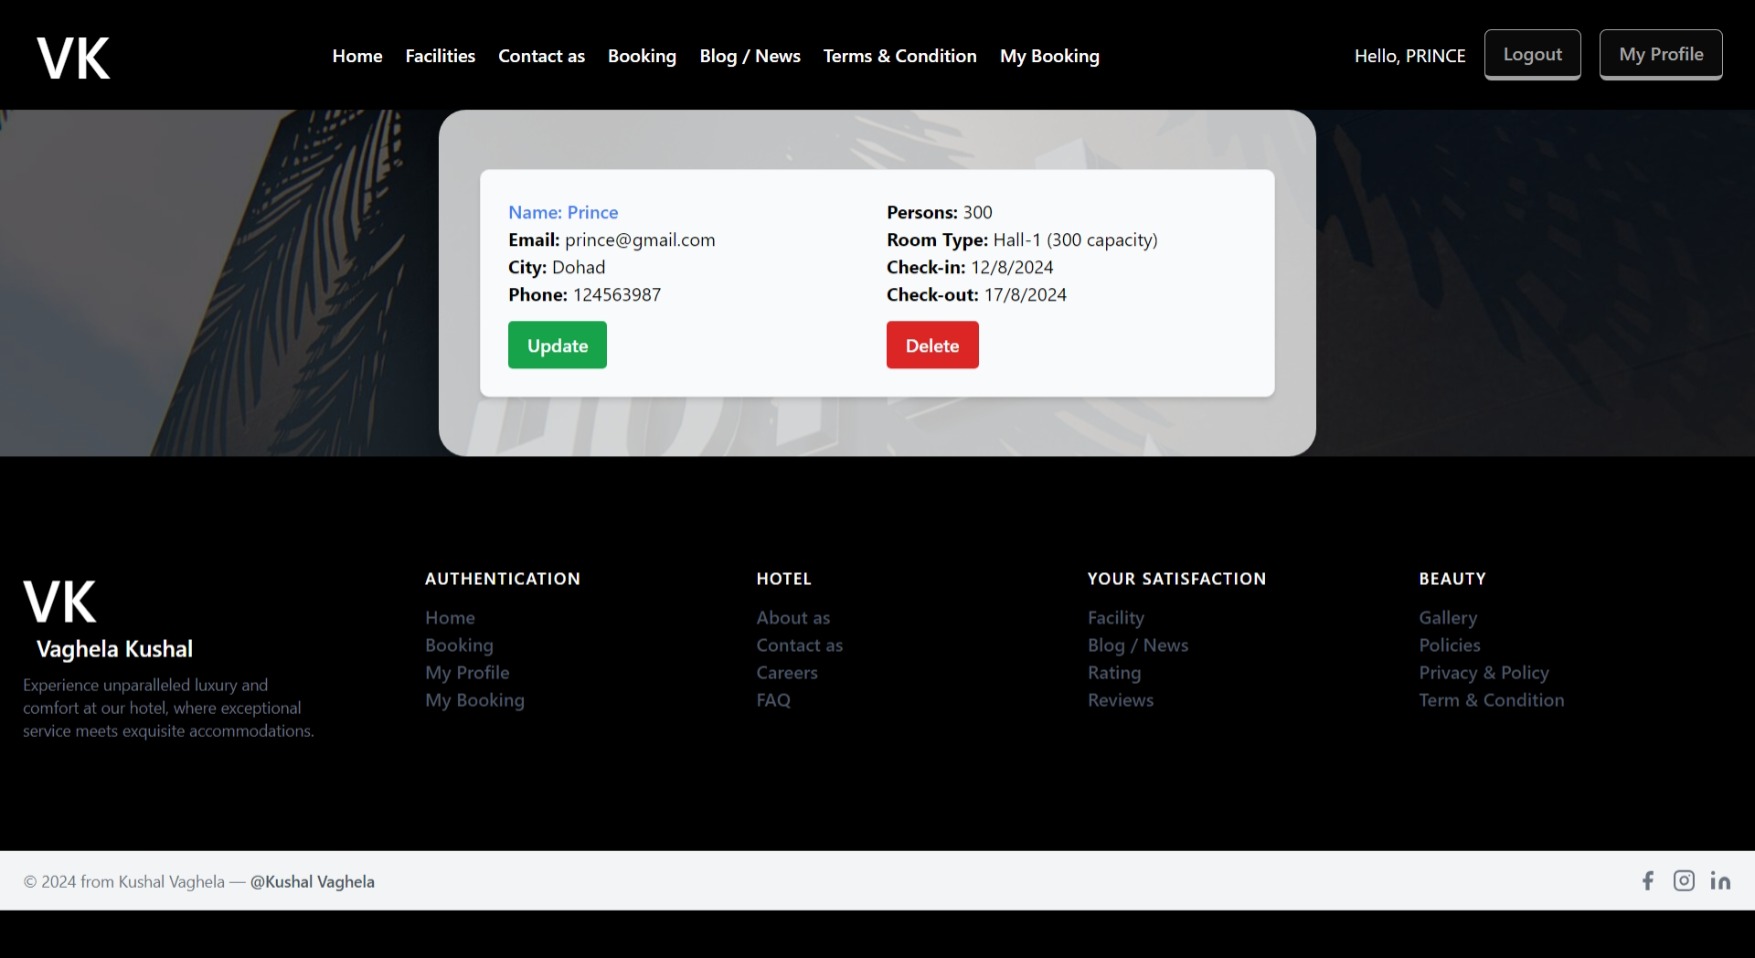 VK
Home Facilities Contact as Booking Blog / News Terms & Condition My Booking
Hello, PRINCE Logout My Profile
Name: Prince
Email: prince@gmail.com
City: Dohad
Phone: 124563987
Update
Persons: 300
Room Type: Hall-1 (300 capacity)
Check-in: 12/8/2024
Check-out: 17/8/2024
Delete
HOT
VK
Vaghela Kushal
Experience unparalleled luxury and
comfort at our hotel, where exceptional
service meets exquisite accommodations.
AUTHENTICATION
Home
Booking
My Profile
My Booking
HOTEL
About as
Contact as
Careers
FAQ
YOUR SATISFACTION
Facility
Blog / News
Rating
Reviews
BEAUTY
Gallery
Policies
Privacy & Policy
Term & Condition
© 2024 from Kushal Vaghela — @Kushal Vaghela